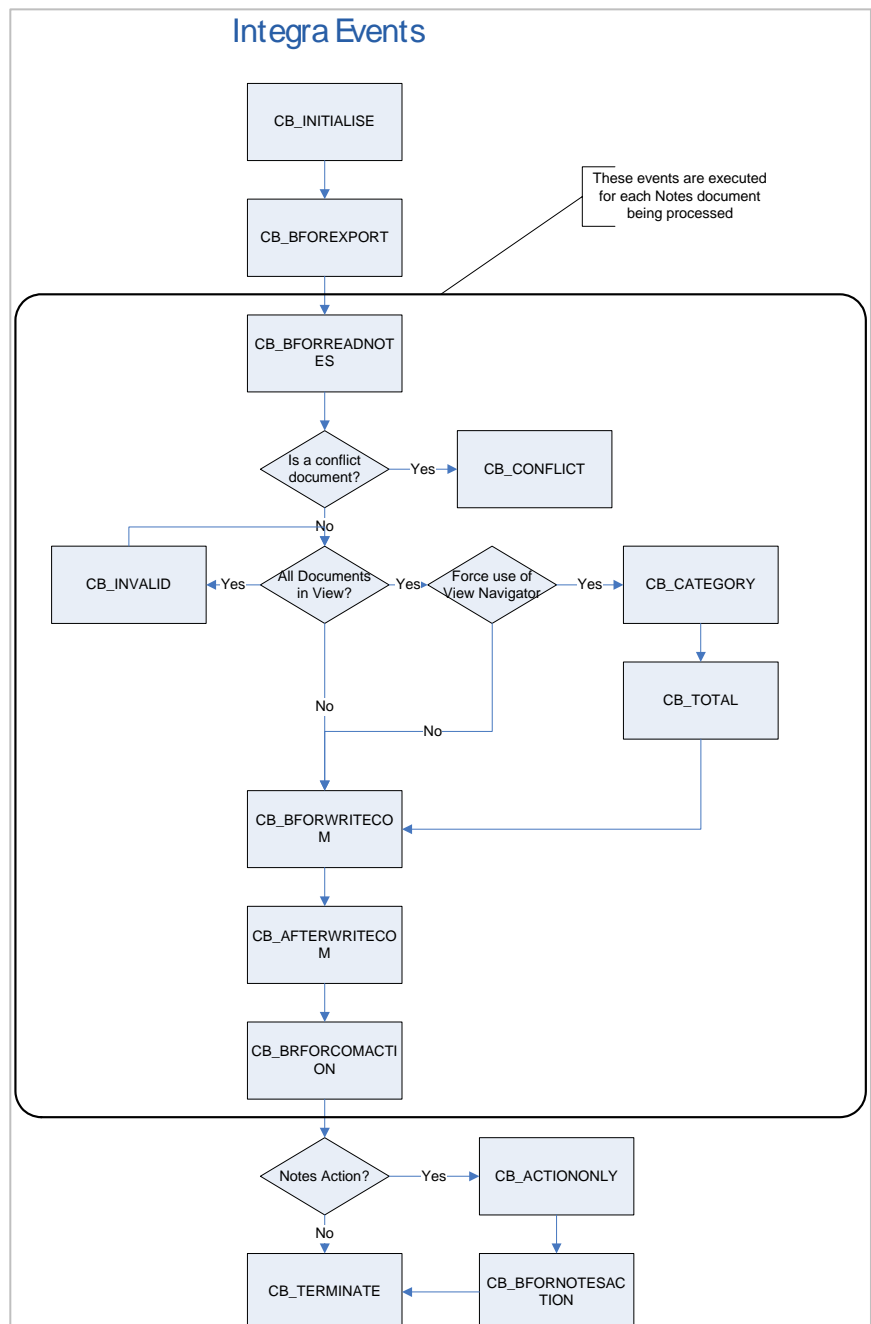 Integra Events
CB_INITIALISE
These events are executed
for each Notes document
being processed
CB_BFOREXPORT
CB_BFORREADNOT
ES
Is a conflict
document?
Yes
CB_CONFLICT
No
CB_INVALID
Yes
All Documents
in View?
Yes
Force use of
View Navigator
Yes
CB_CATEGORY
No
CB_TOTAL
No
CB_BFORWRITECO
M
CB_AFTERWRITECO
M
CB_BRFORCOMACTI
ON
Notes Action?
Yes
CB_ACTIONONLY
No
CB_TERMINATE
CB_BFORNOTESAC
TION